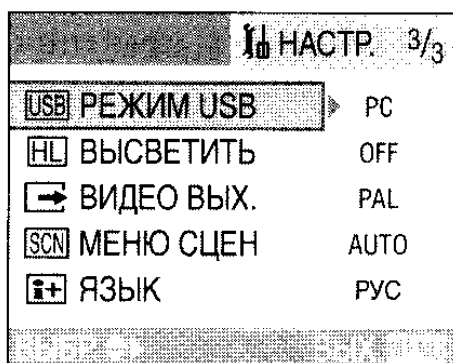 НАСТР. 3/3
USB РЕЖИМ USB PC
HL ВЫСВЕТИТЬ OFF
ВИДЕО ВЫХ. PAL
SCN МЕНЮ СЦЕН AUTO
ЯЗЫК РУС